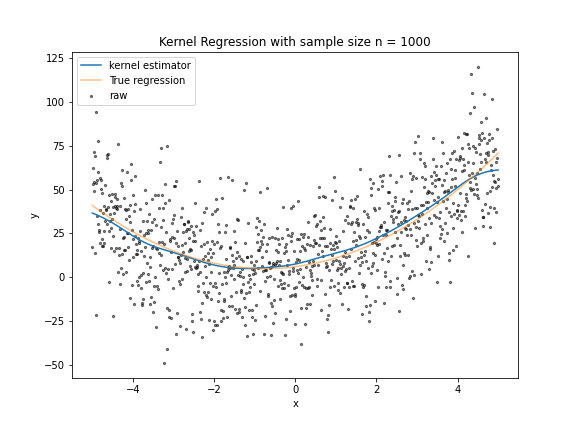 Kernel Regression with sample size n = 1000
kernel estimator
True regression
raw
125
100
75
50
25
0
−25
−50
y
−4
−2
0
2
4
x